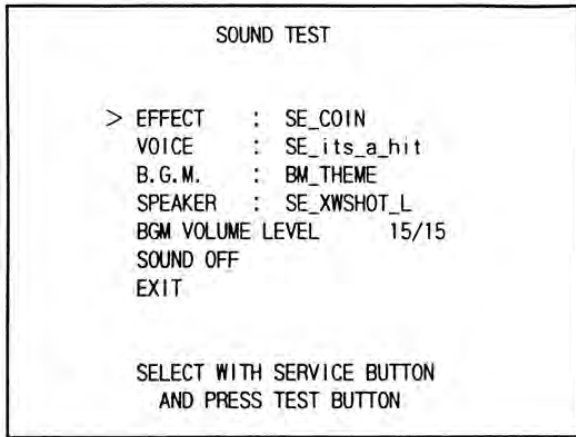 SOUND TEST
> EFFECT : SE_COIN
VOICE : SE_its_a_hit
B.G.M. : BM_THEME
SPEAKER : SE_XWSHOT_L
BGM VOLUME LEVEL 15/15
SOUND OFF
EXIT
SELECT WITH SERVICE BUTTON
AND PRESS TEST BUTTON